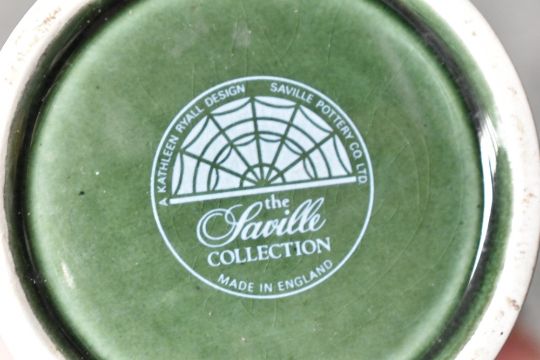 A KATHLEEN RYALL DESIGN
SAVILLE POTTERY CO. LTD.
the
Saville
COLLECTION
MADE IN ENGLAND